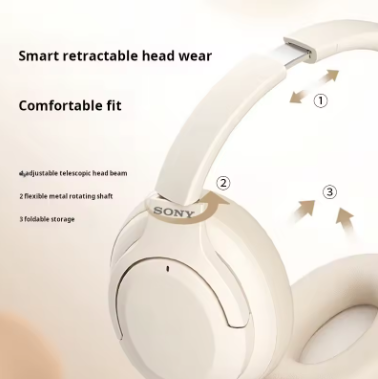 Smart retractable head wear
①
Comfortable fit
adjustable telescopic head beam
②
③
2 flexible metal rotating shaft
SONY
3 foldable storage